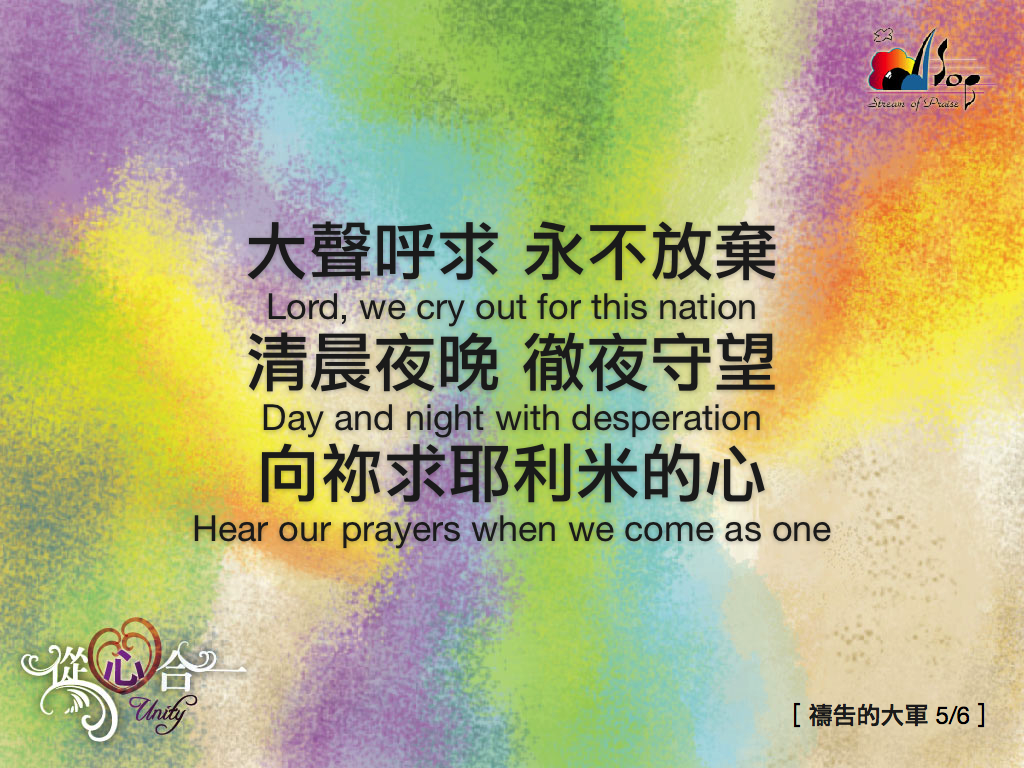 Sop
Stream of Praise
大聲呼求 永不放棄
Lord, we cry out for this nation
清晨夜晚 徹夜守望
Day and night with desperation
向祢求耶利米的心
Hear our prayers when we come as one
從心合一
Unity
[ 禱告的大軍 5/6 ]